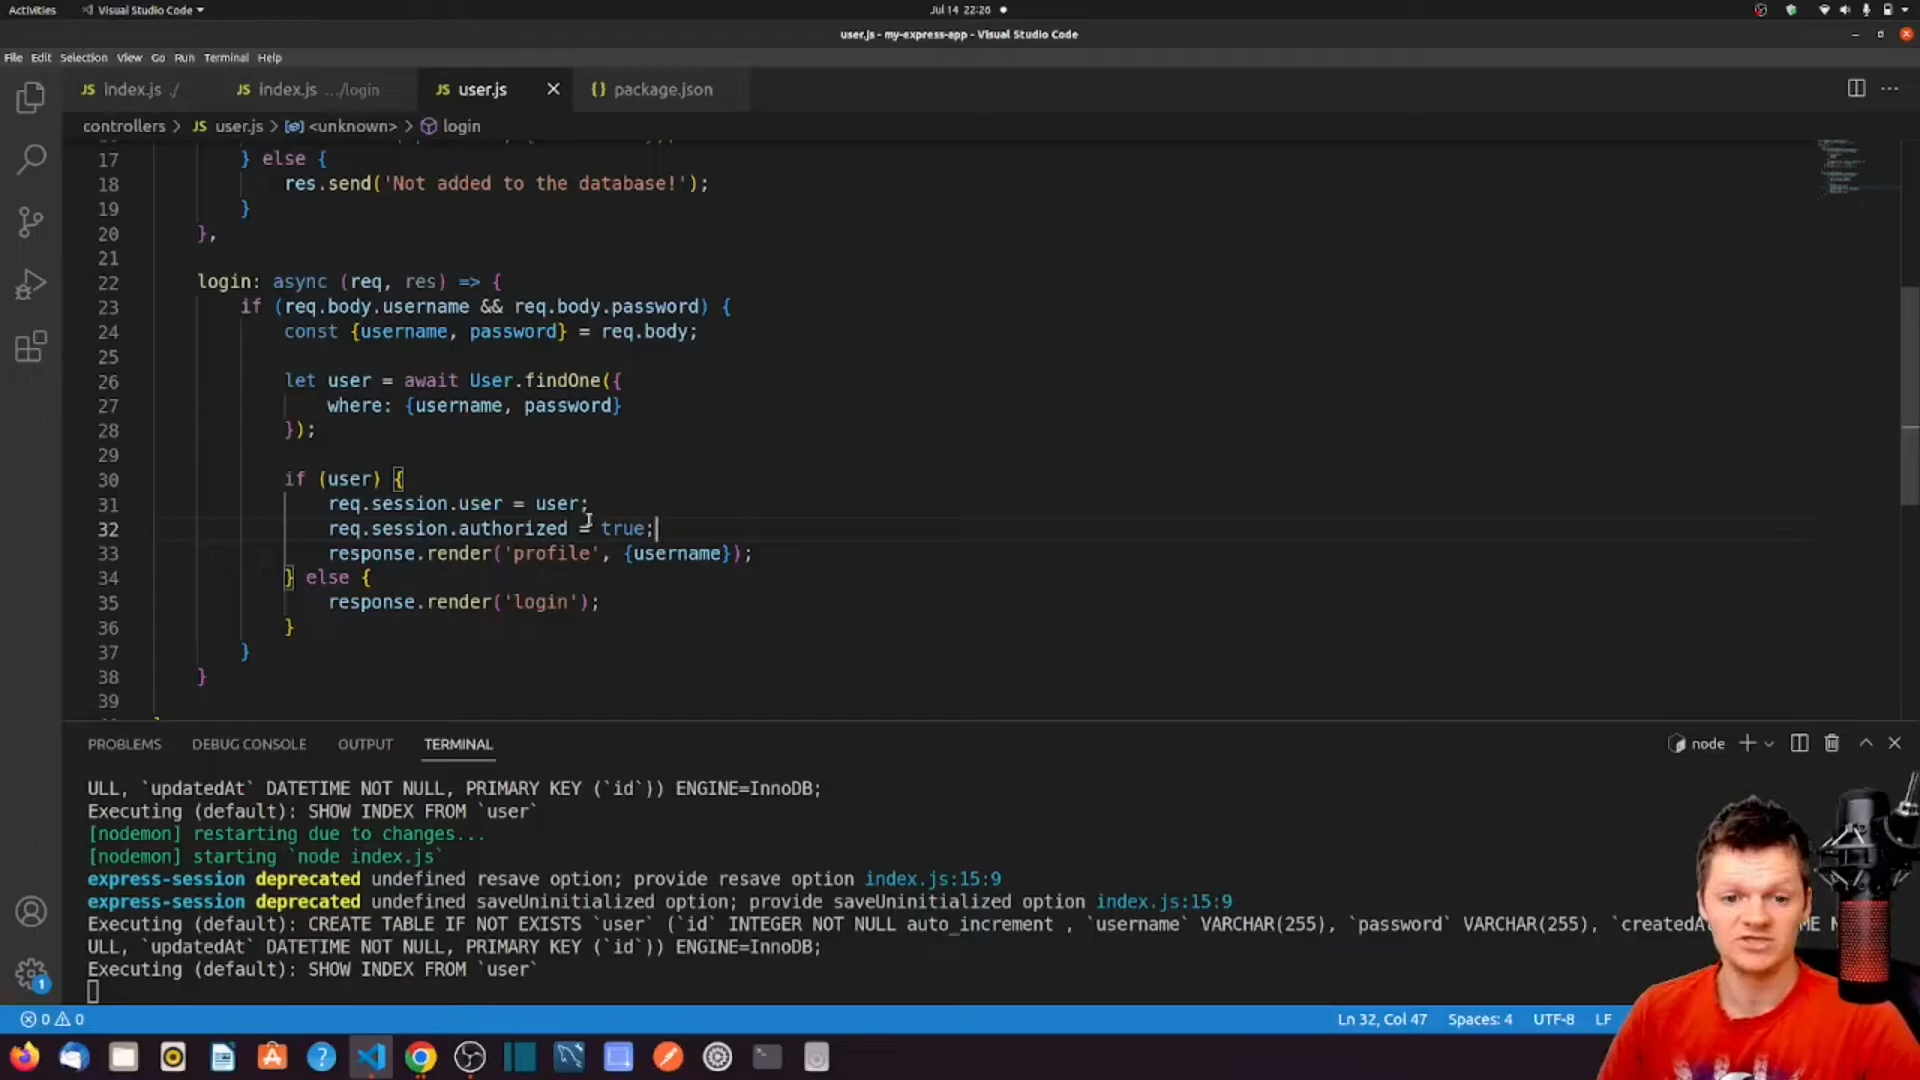 Activities
Visual Studio Code
Jul 14 22:26
user.js - my-express-app - Visual Studio Code
File Edit Selection View Go Run Terminal Help
JS index.js ./
JS index.js .../login
JS user.js
{} package.json
controllers > JS user.js > <unknown> > login
17 } else {
18 res.send('Not added to the database!');
19 }
20 },
21
22 login: async (req, res) => {
23 if (req.body.username && req.body.password) {
24 const {username, password} = req.body;
25
26 let user = await User.findOne({
27 where: {username, password}
28 });
29
30 if (user) {
31 req.session.user = user;
32 req.session.authorized = true;
33 response.render('profile', {username});
34 } else {
35 response.render('login');
36 }
37 }
38 }
39
PROBLEMS DEBUG CONSOLE OUTPUT TERMINAL
node
ULL, `updatedAt` DATETIME NOT NULL, PRIMARY KEY (`id`)) ENGINE=InnoDB;
Executing (default): SHOW INDEX FROM `user`
[nodemon] restarting due to changes...
[nodemon] starting `node index.js`
express-session deprecated undefined resave option; provide resave option index.js:15:9
express-session deprecated undefined saveUninitialized option; provide saveUninitialized option index.js:15:9
Executing (default): CREATE TABLE IF NOT EXISTS `user` (`id` INTEGER NOT NULL auto_increment , `username` VARCHAR(255), `password` VARCHAR(255),
ULL, `updatedAt` DATETIME NOT NULL, PRIMARY KEY (`id`)) ENGINE=InnoDB;
Executing (default): SHOW INDEX FROM `user`
1
0 0
Ln 32, Col 47 Spaces: 4 UTF-8 LF